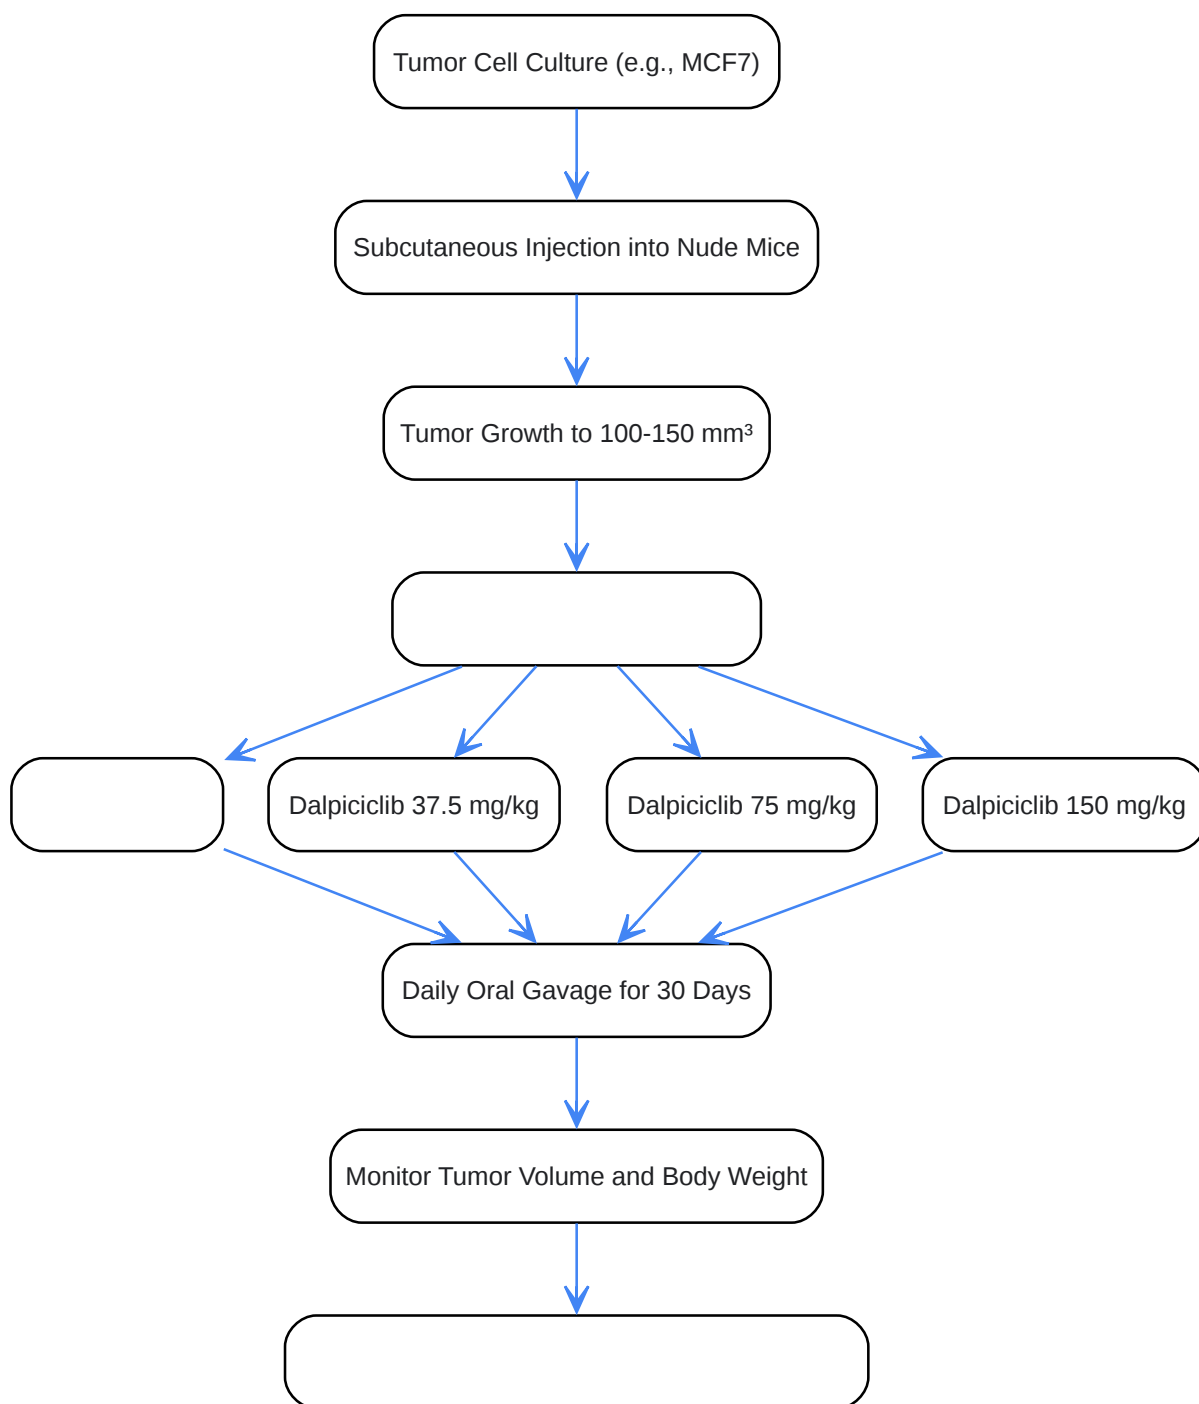 Tumor Cell Culture (e.g., MCF7)
Subcutaneous Injection into Nude Mice
Tumor Growth to 100-150 mm³
Dalpiciclib 37.5 mg/kg
Dalpiciclib 75 mg/kg
Dalpiciclib 150 mg/kg
Daily Oral Gavage for 30 Days
Monitor Tumor Volume and Body Weight